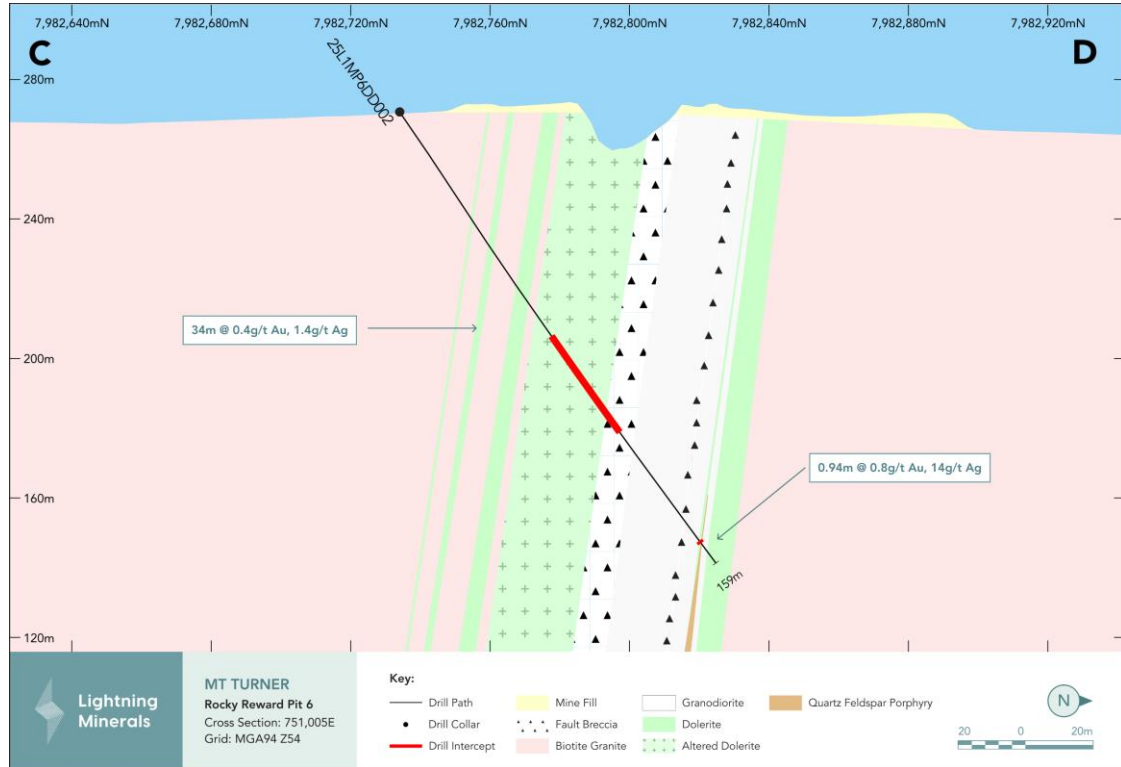 7,982,640mN 7,982,680mN 7,982,720mN 7,982,760mN 7,982,800mN 7,982,840mN 7,982,880mN 7,982,920mN
C
D
25L1MP6DD002
280m
240m
200m
160m
120m
34m @ 0.4g/t Au, 1.4g/t Ag
0.94m @ 0.8g/t Au, 14g/t Ag
159m
Lightning
Minerals
MT TURNER
Rocky Reward Pit 6
Cross Section: 751,005E
Grid: MGA94 Z54
Key:
Drill Path
Drill Collar
Drill Intercept
Mine Fill
Fault Breccia
Biotite Granite
Granodiorite
Dolerite
Altered Dolerite
Quartz Feldspar Porphyry
N
20 0 20m